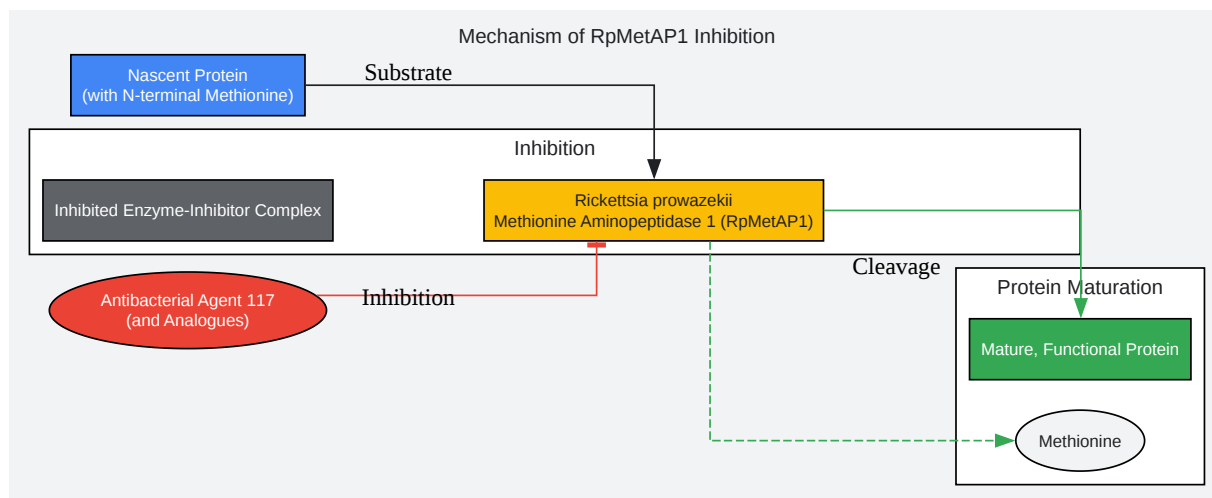 Mechanism of RpMetAP1 Inhibition
Nascent Protein
(with N-terminal Methionine)
Substrate
Inhibition
Inhibited Enzyme-Inhibitor Complex
Rickettsia prowazekii
Methionine Aminopeptidase 1 (RpMetAP1)
Cleavage
Antibacterial Agent 117
(and Analogues)
Inhibition
Protein Maturation
Mature, Functional Protein
Methionine